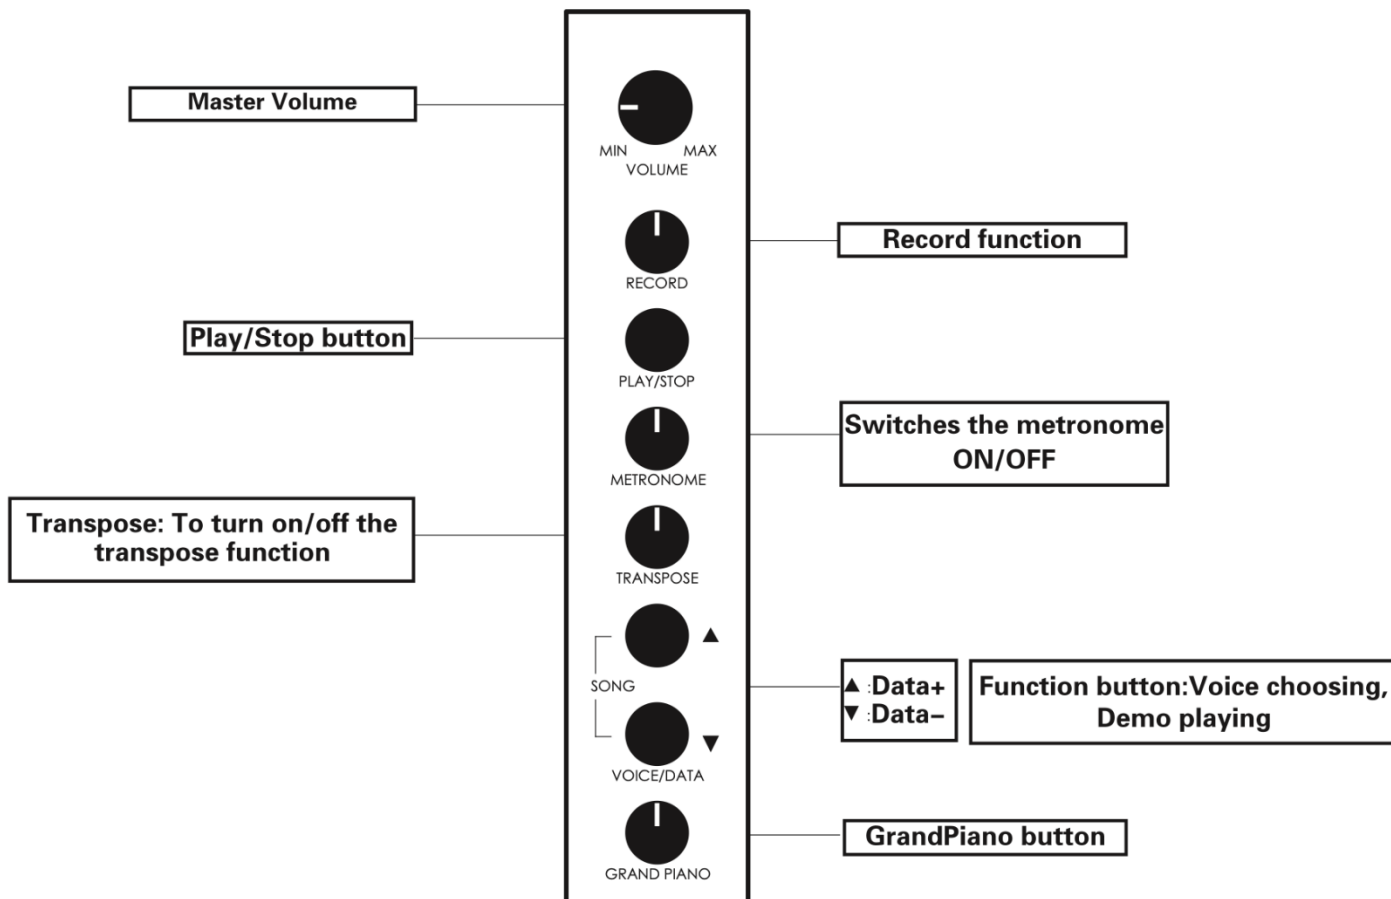 Master Volume
MIN MAX
VOLUME
Record function
RECORD
Play/Stop button
PLAY/STOP
Switches the metronome
ON/OFF
METRONOME
Transpose: To turn on/off the
transpose function
TRANSPOSE
▲
SONG
▲ :Data+
▼ :Data–
Function button:Voice choosing,
Demo playing
▼
VOICE/DATA
GrandPiano button
GRAND PIANO